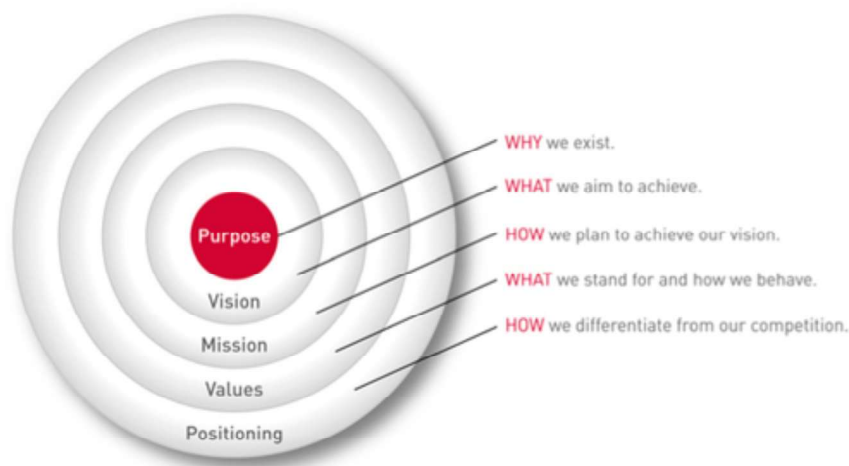 WHY we exist.
WHAT we aim to achieve.
Purpose
HOW we plan to achieve our vision.
WHAT we stand for and how we behave.
Vision
HOW we differentiate from our competition.
Mission
Values
Positioning